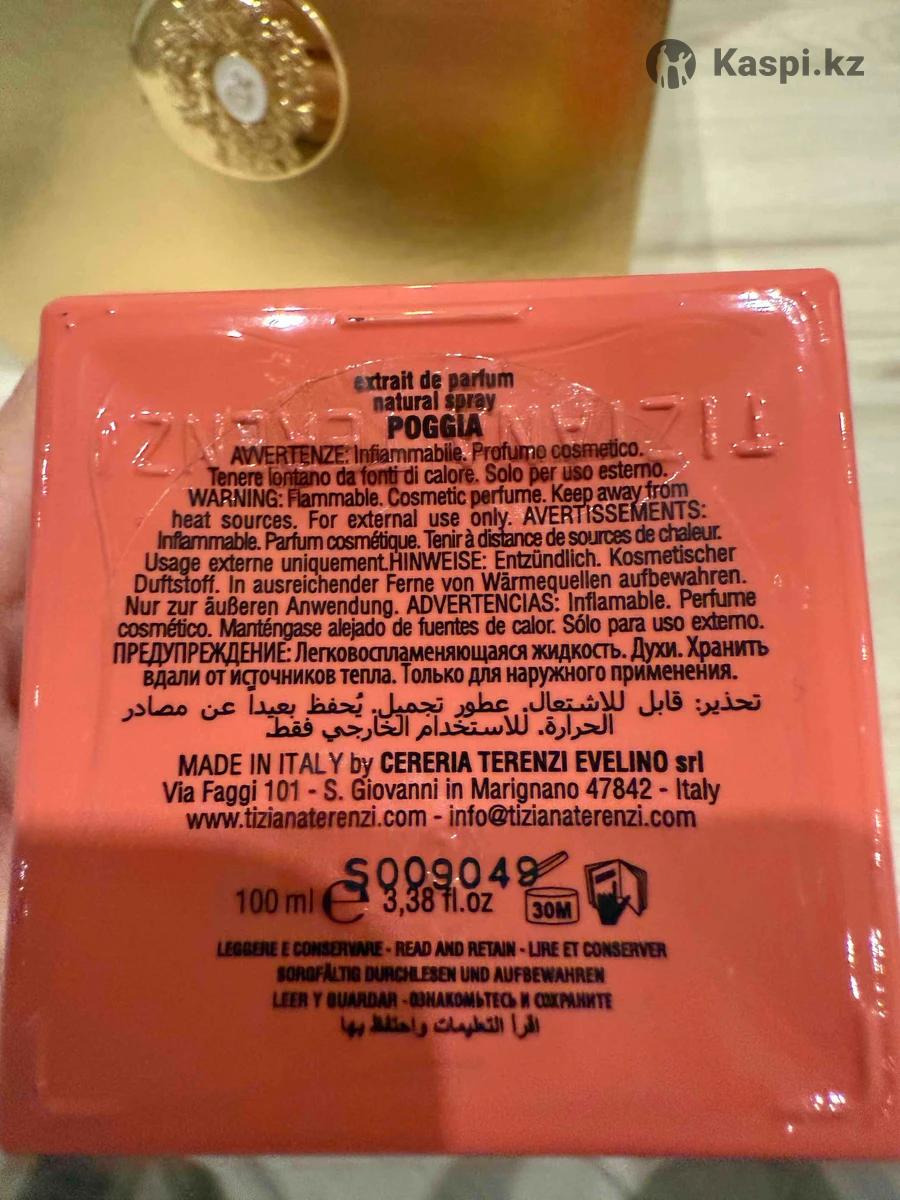 Kaspi.kz
extrait de parfum
natural spray
POGGIA
TIZIANA TERENZI
AVVERTENZE: Infiammabile. Profumo cosmetico.
Tenere lontano da fonti di calore. Solo per uso esterno.
WARNING: Flammable. Cosmetic perfume. Keep away from
heat sources. For external use only. AVERTISSEMENTS:
Inflammable. Parfum cosmétique. Tenir à distance de sources de chaleur.
Usage externe uniquement.HINWEISE: Entzündlich. Kosmetischer
Duftstoff. In ausreichender Ferne von Wärmequellen aufbewahren.
Nur zur äußeren Anwendung. ADVERTENCIAS: Inflamable. Perfume
cosmético. Manténgase alejado de fuentes de calor. Sólo para uso externo.
ПРЕДУПРЕЖДЕНИЕ: Легковоспламеняющаяся жидкость. Духи. Хранить
вдали от источников тепла. Только для наружного применения.
تحذير: قابل للاشتعال. عطور تجميل. يُحفظ بعيداً عن مصادر
الحرارة. للاستخدام الخارجي فقط.
MADE IN ITALY by CERERIA TERENZI EVELINO srl
Via Faggi 101 - S. Giovanni in Marignano 47842 - Italy
www.tizianaterenzi.com - info@tizianaterenzi.com
S009049
100 ml e 3,38 fl.oz 30M
LEGGERE E CONSERVARE - READ AND RETAIN - LIRE ET CONSERVER
SORGFÄLTIG DURCHLESEN UND AUFBEWAHREN
LEER Y GUARDAR - ОЗНАКОМЬТЕСЬ И СОХРАНИТЕ
اقرأ التعليمات واحتفظ بها